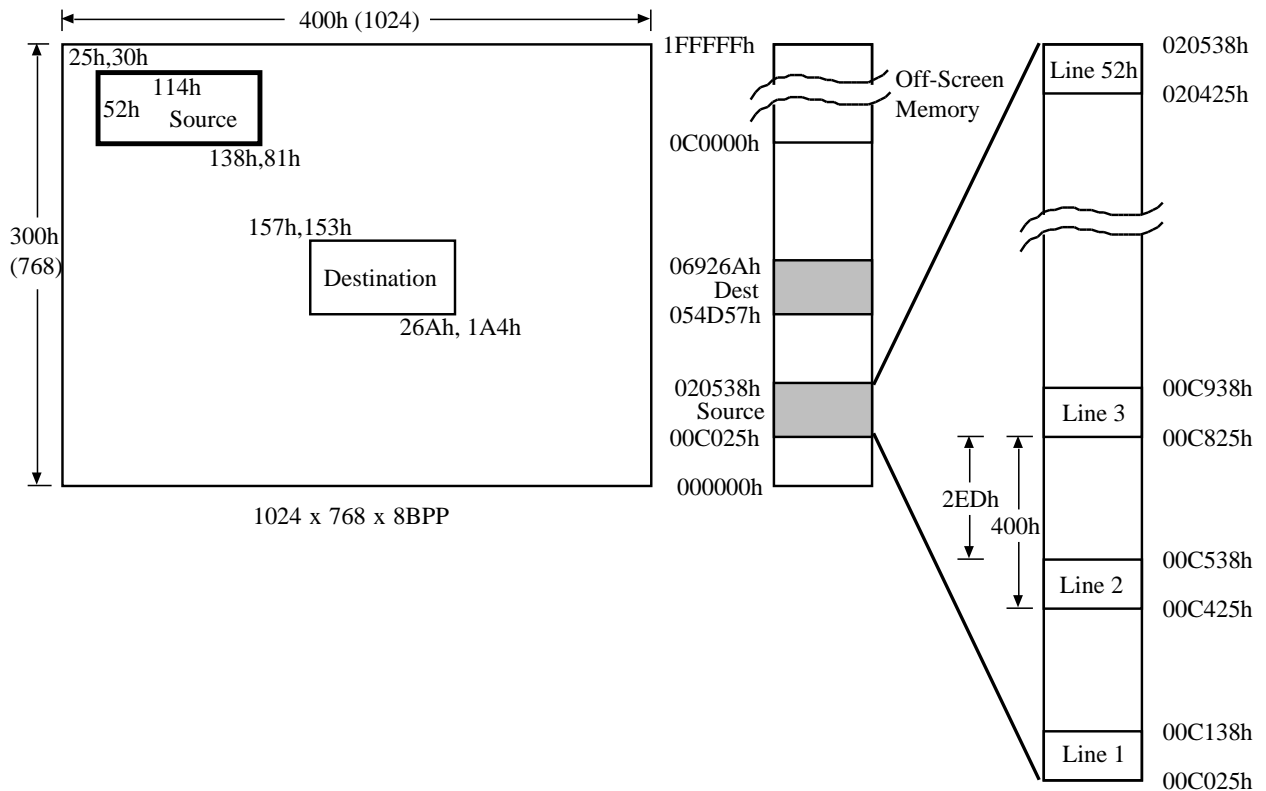 400h (1024)
25h,30h
114h
52h
Source
138h,81h
157h,153h
300h
(768)
Destination
26Ah, 1A4h
1024 x 768 x 8BPP
1FFFFFh
Off-Screen
Memory
0C0000h
06926Ah
Dest
054D57h
020538h
Source
00C025h
000000h
020538h
Line 52h
020425h
00C938h
Line 3
00C825h
2EDh
400h
00C538h
Line 2
00C425h
00C138h
Line 1
00C025h